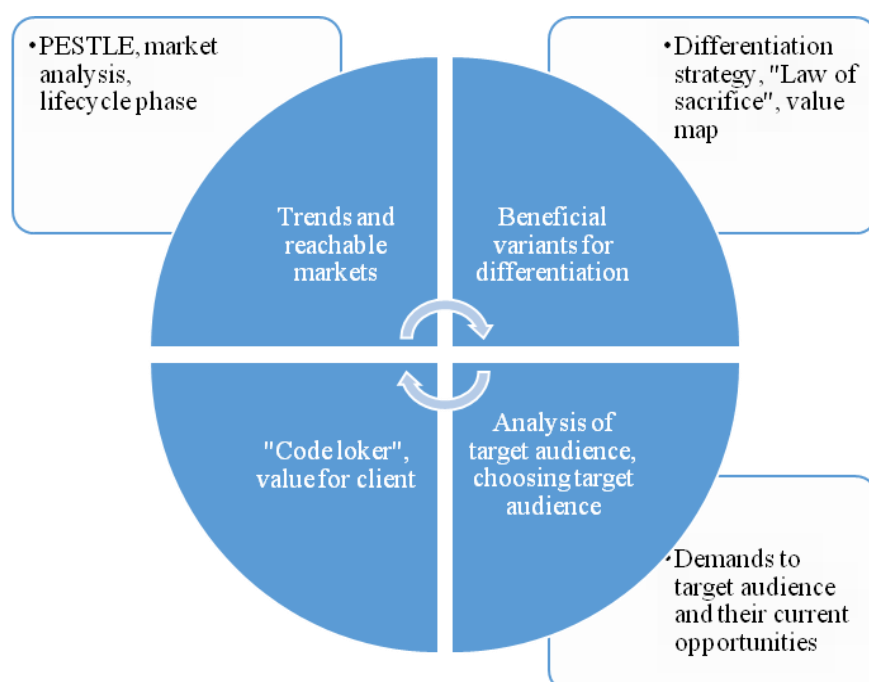 •PESTLE, market
analysis,
lifecycle phase
•Differentiation
strategy, "Law of
sacrifice", value
map
Trends and
reachable
markets
Beneficial
variants for
differentiation
"Code loker",
value for client
Analysis of
target audience,
choosing target
audience
•Demands to
target audience
and their current
opportunities